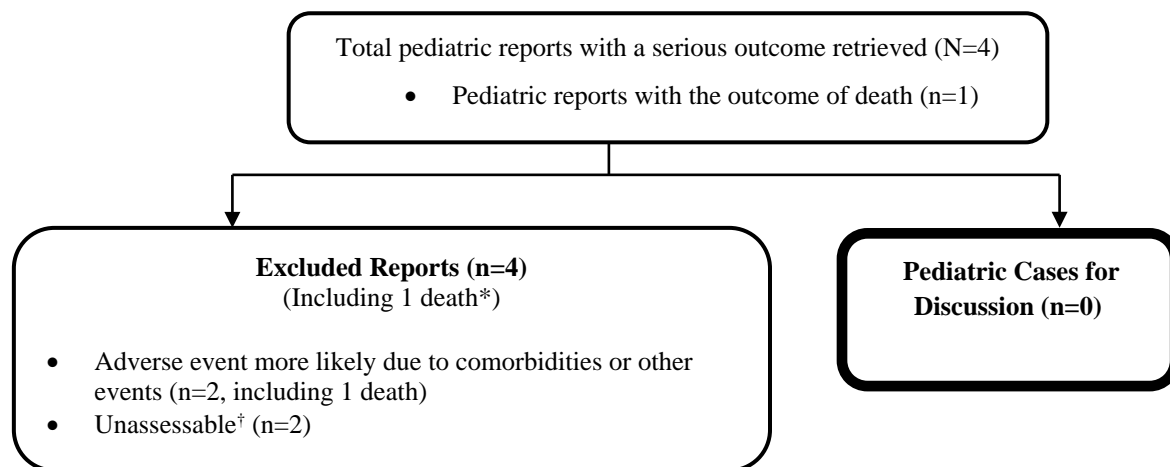 Total pediatric reports with a serious outcome retrieved (N=4)
• Pediatric reports with the outcome of death (n=1)
Excluded Reports (n=4)
(Including 1 death*)
• Adverse event more likely due to comorbidities or other
events (n=2, including 1 death)
• Unassessable† (n=2)
Pediatric Cases for
Discussion (n=0)